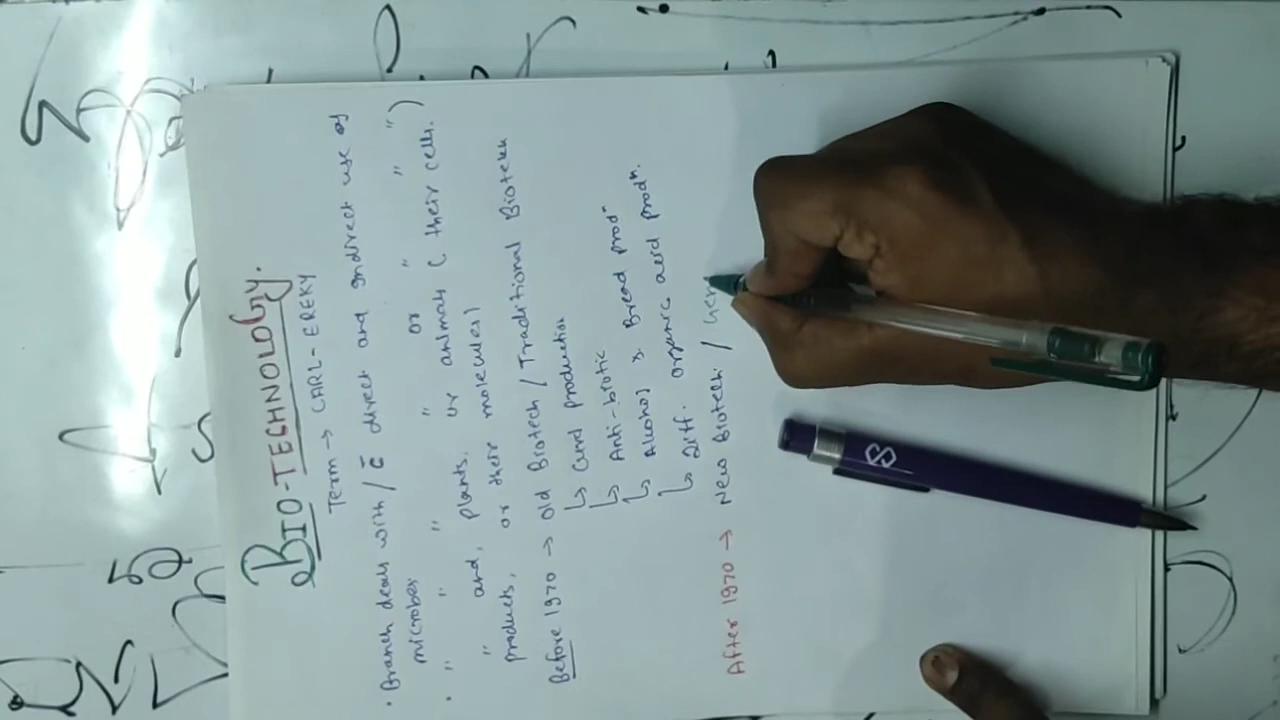 BIO-TECHNOLOGY.
Term → CARL-EREKY
· Branch deals with / c̄ direct and indirect use of
microbes " " or " " )
· " " " plants, or animals ( their cells.
" and, or their molecules)
products,
Before 1970 → old Biotech / Traditional Biotech
↳ Curd production
↳ Anti-biotic
↳ Alcohol & Bread prodⁿ
↳ Diff. organic acid prodⁿ.
After 1970 → New Biotech / Gen